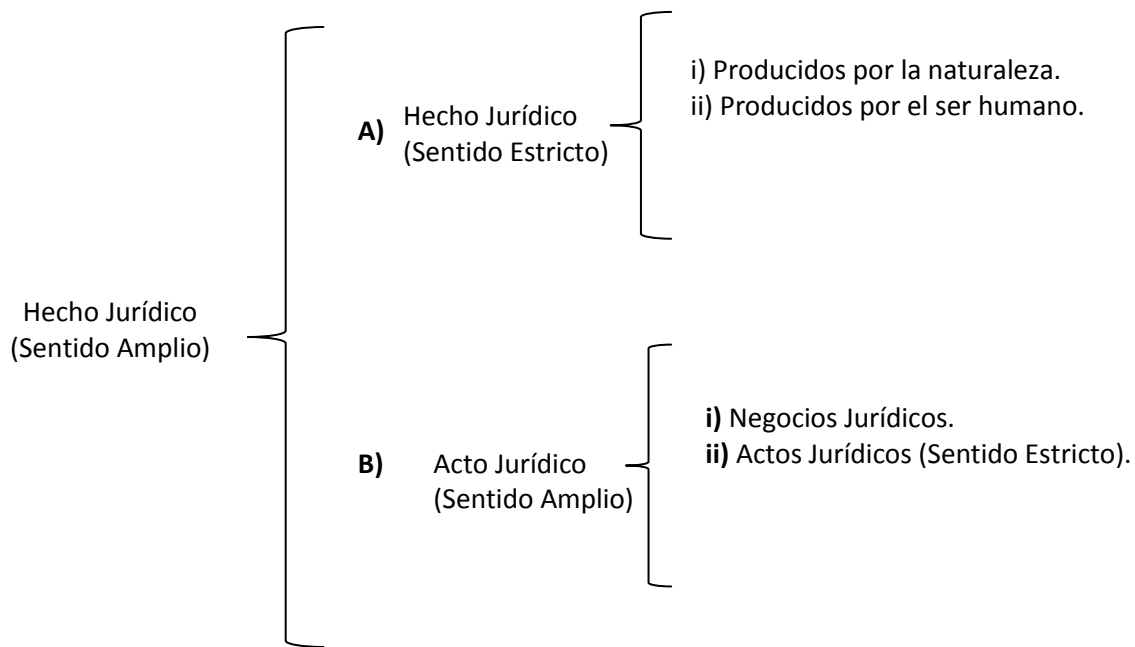 Hecho Jurídico
(Sentido Amplio)
A) Hecho Jurídico
(Sentido Estricto)
i) Producidos por la naturaleza.
ii) Producidos por el ser humano.
B) Acto Jurídico
(Sentido Amplio)
i) Negocios Jurídicos.
ii) Actos Jurídicos (Sentido Estricto).